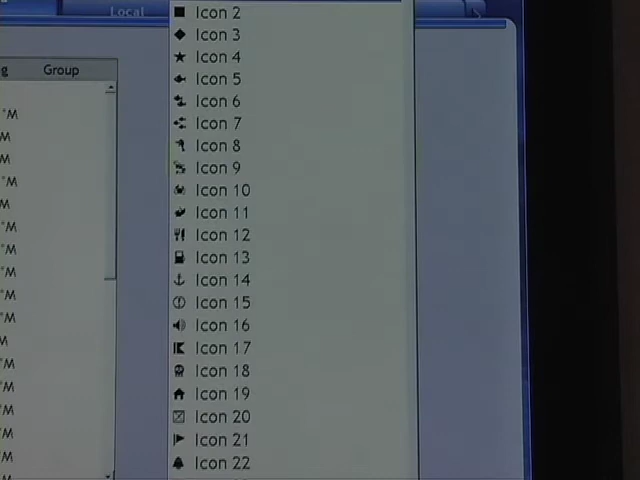 Local
Icon 2
Icon 3
g Group
Icon 4
Icon 5
Icon 6
"M
Icon 7
M
Icon 8
M
Icon 9
"M
Icon 10
M
Icon 11
"M
Icon 12
"M
Icon 13
"M
Icon 14
"M
Icon 15
"M
Icon 16
M
Icon 17
"M
Icon 18
"M
Icon 19
"M
Icon 20
"M
Icon 21
"M
Icon 22